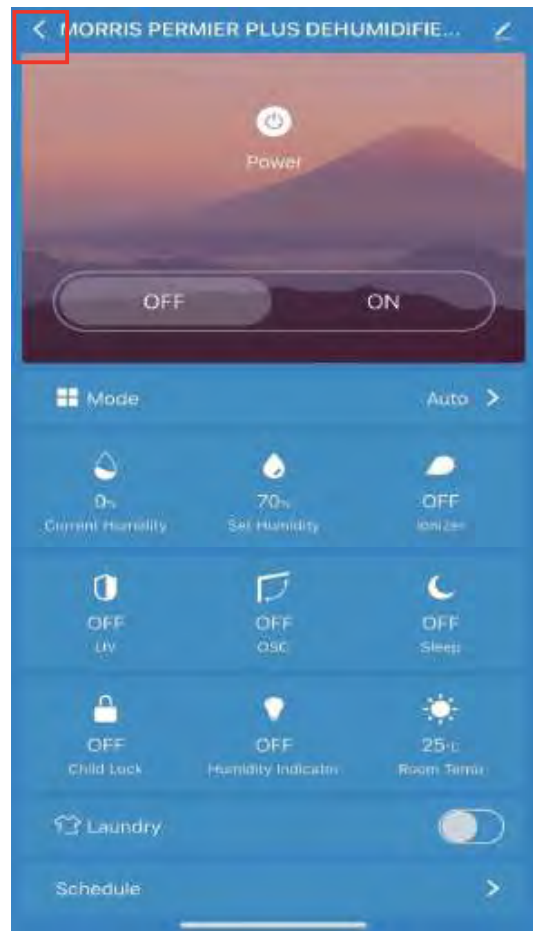 MORRIS PERMIER PLUS DEHUMIDIFIE...
Power
OFF ON
Mode Auto
0% 70% OFF
Current Humidity Set Humidity Ionizer
OFF OFF OFF
UV OSC Sleep
OFF OFF 25°C
Child Lock Humidity Indicator Room Temp
Laundry
Schedule